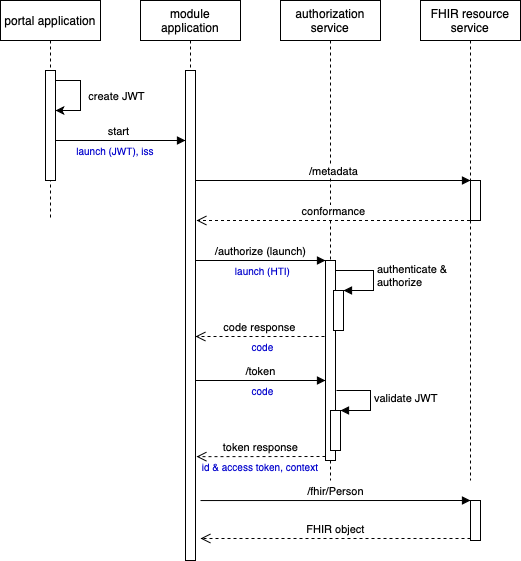 portal application
module
application
authorization
service
FHIR resource
service
create JWT
start
launch (JWT), iss
/metadata
conformance
/authorize (launch)
launch (HTI)
authenticate &
authorize
code response
code
/token
code
validate JWT
token response
id & access token, context
/fhir/Person
FHIR object